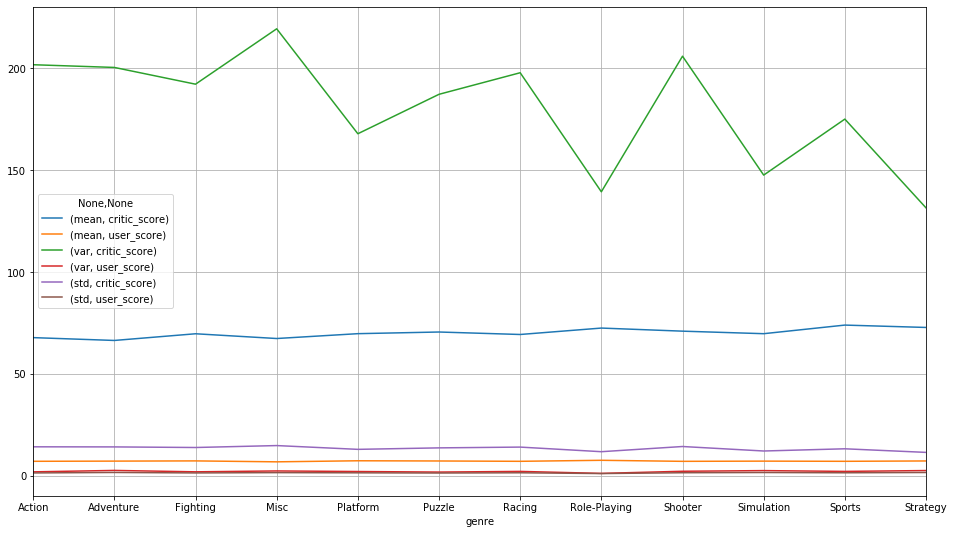 200
150
100
50
0
None,None
(mean, critic_score)
(mean, user_score)
(var, critic_score)
(var, user_score)
(std, critic_score)
(std, user_score)
Action Adventure Fighting Misc Platform Puzzle Racing Role-Playing Shooter Simulation Sports Strategy
genre